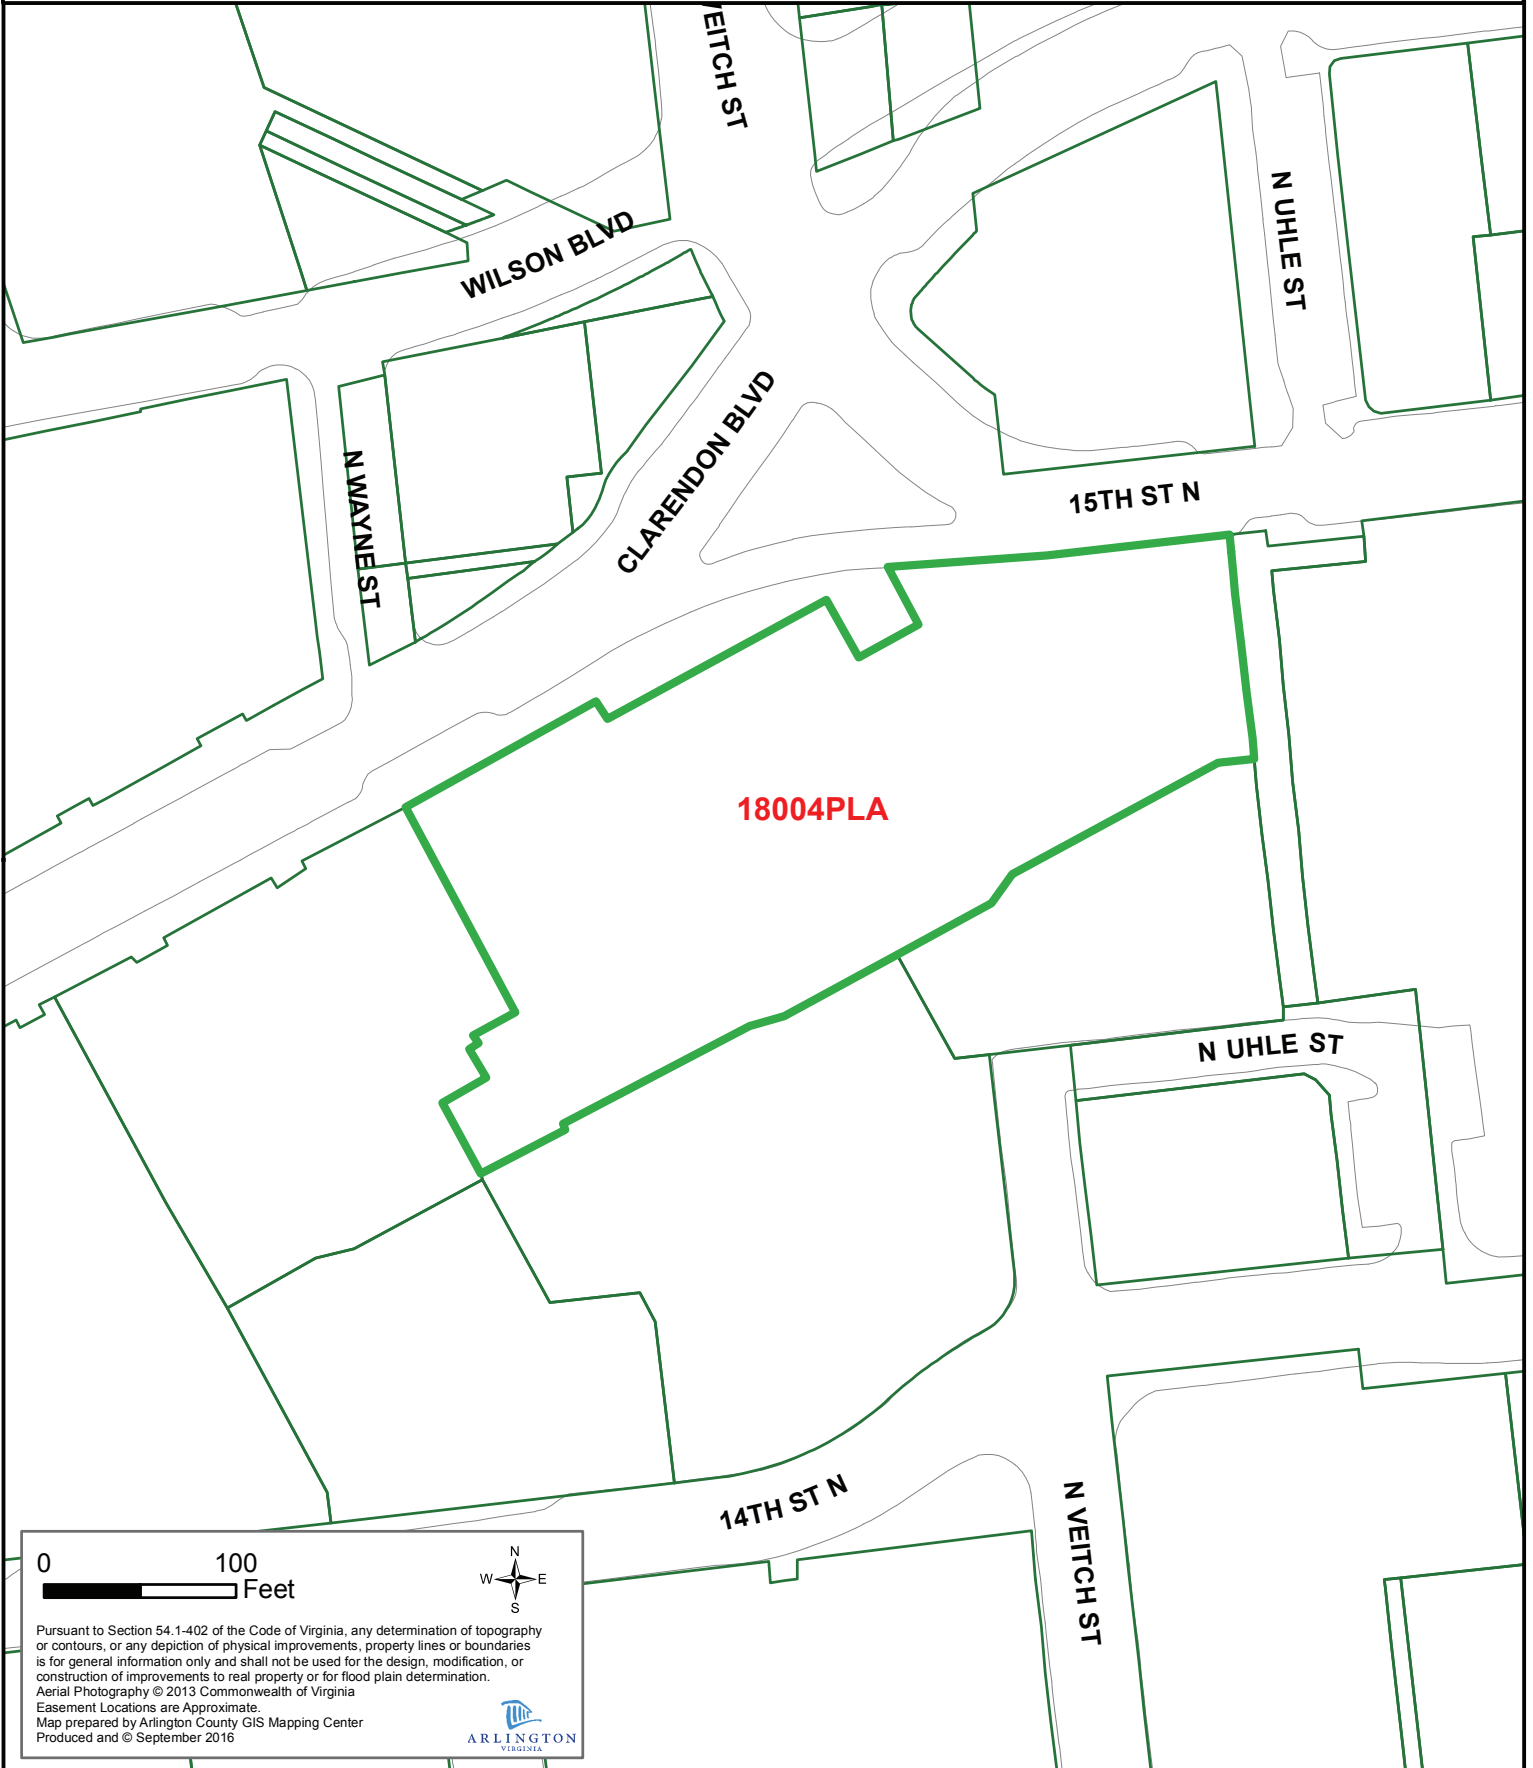 VEITCH ST
N UHLE ST
WILSON BLVD
CLARENDON BLVD
N WAYNE ST
15TH ST N
18004PLA
N UHLE ST
14TH ST N
N VEITCH ST
0 100
Feet
N
W E
S
Pursuant to Section 54.1-402 of the Code of Virginia, any determination of topography
or contours, or any depiction of physical improvements, property lines or boundaries
is for general information only and shall not be used for the design, modification, or
construction of improvements to real property or for flood plain determination.
Aerial Photography © 2013 Commonwealth of Virginia
Easement Locations are Approximate.
Map prepared by Arlington County GIS Mapping Center
Produced and © September 2016
ARLINGTON
VIRGINIA